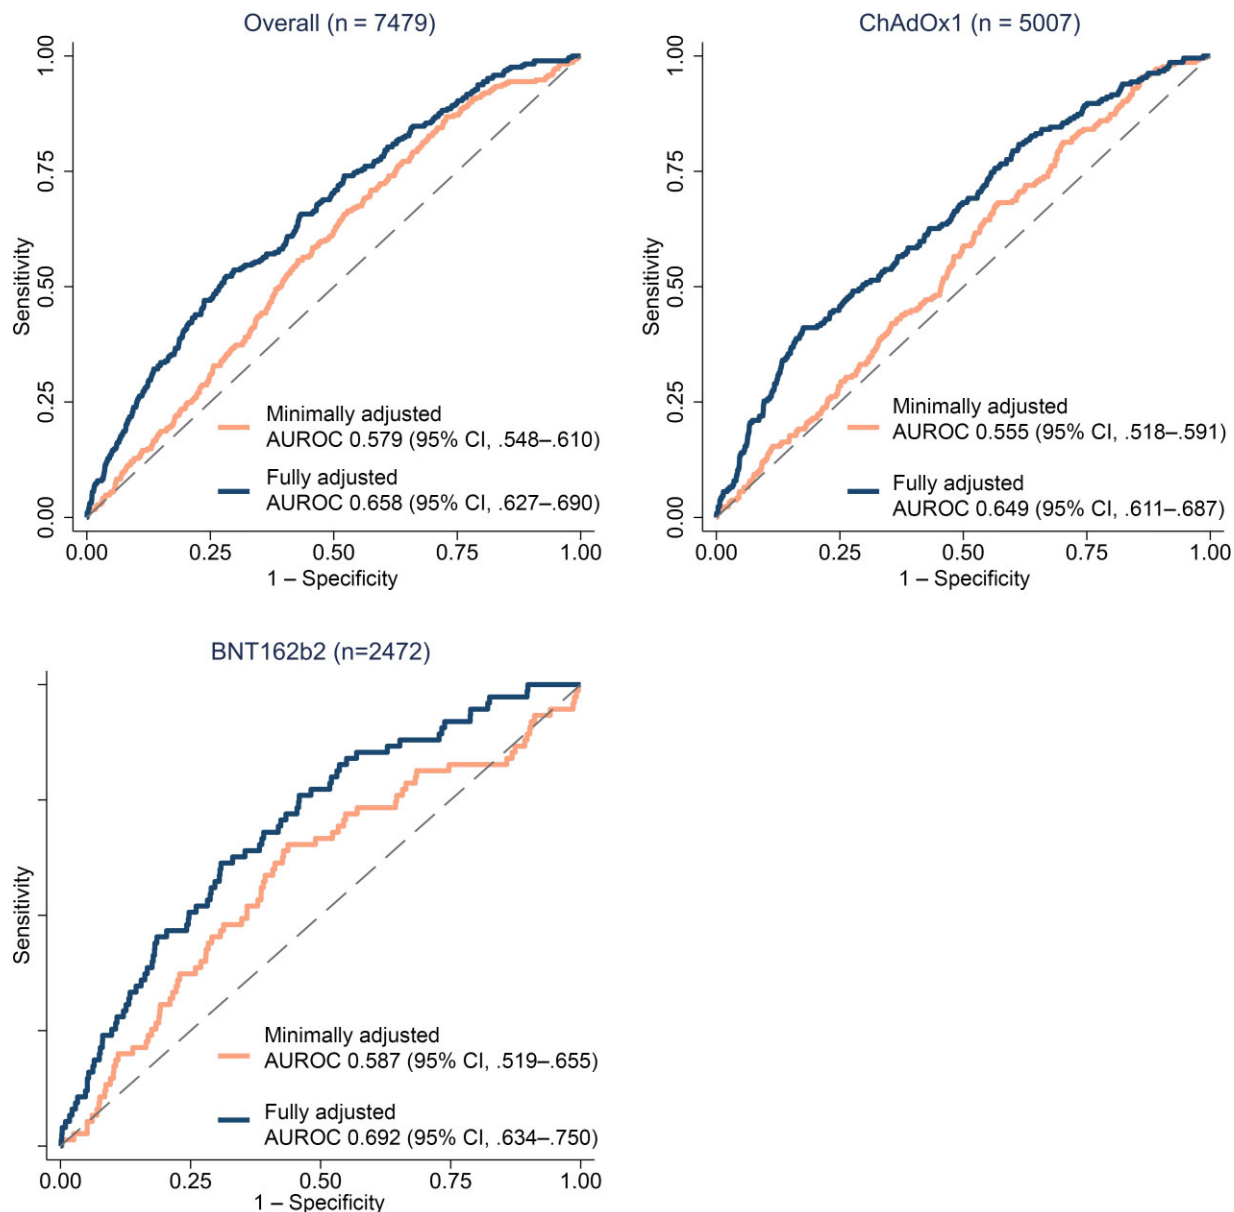 Overall (n = 7479)
Sensitivity
1.00
0.75
0.50
0.25
0.00
Minimally adjusted
AUROC 0.579 (95% CI, .548–.610)
Fully adjusted
AUROC 0.658 (95% CI, .627–.690)
0.00 0.25 0.50 0.75 1.00
1 – Specificity
ChAdOx1 (n = 5007)
Sensitivity
1.00
0.75
0.50
0.25
0.00
Minimally adjusted
AUROC 0.555 (95% CI, .518–.591)
Fully adjusted
AUROC 0.649 (95% CI, .611–.687)
0.00 0.25 0.50 0.75 1.00
1 – Specificity
BNT162b2 (n=2472)
Sensitivity
Minimally adjusted
AUROC 0.587 (95% CI, .519–.655)
Fully adjusted
AUROC 0.692 (95% CI, .634–.750)
0.00 0.25 0.50 0.75 1.00
1 – Specificity